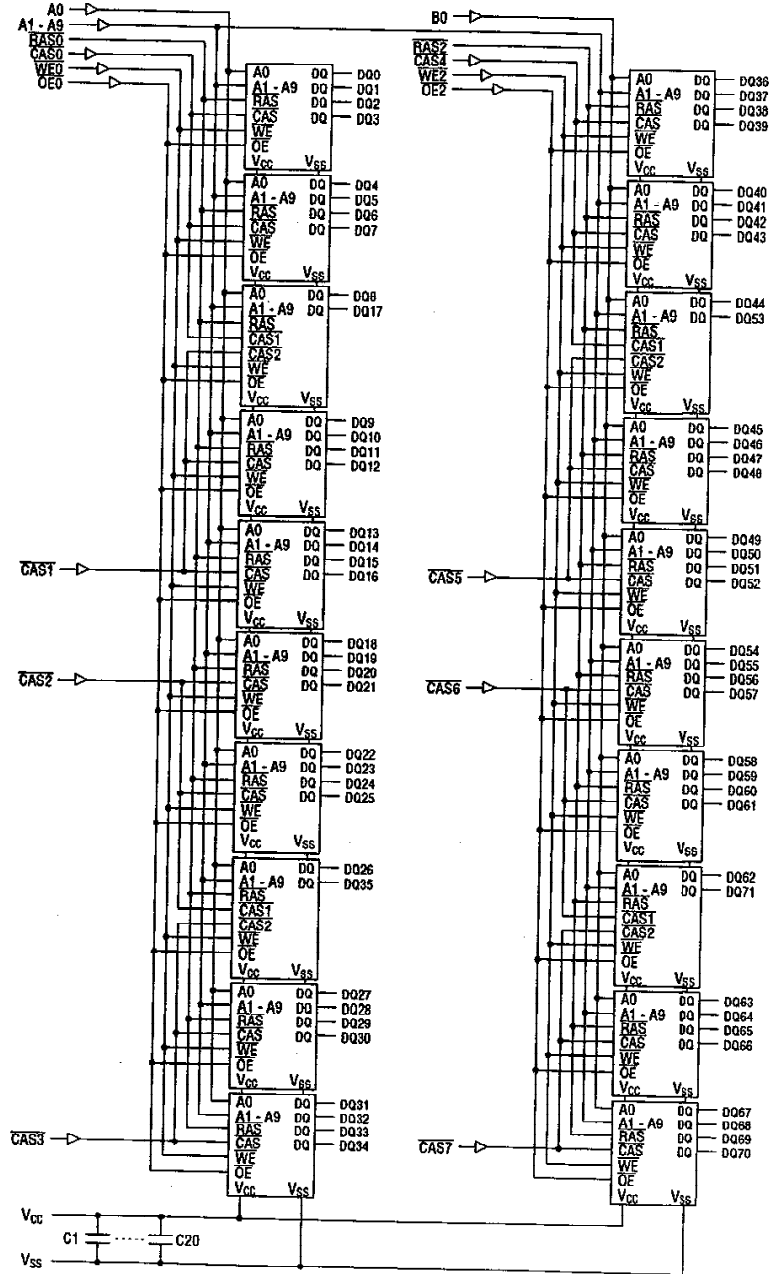 A0
A1 - A9
RAS0
CAS0
WE0
OE0
A0 DQ DQ0
A1 - A9 DQ DQ1
RAS DQ DQ2
CAS DQ DQ3
WE
OE
VCC VSS
A0 DQ DQ4
A1 - A9 DQ DQ5
RAS DQ DQ6
CAS DQ DQ7
WE
OE
VCC VSS
A0 DQ DQ8
A1 - A9 DQ DQ17
RAS
CAS1
CAS2
WE
OE
VCC VSS
A0 DQ DQ9
A1 - A9 DQ DQ10
RAS DQ DQ11
CAS DQ DQ12
WE
OE
VCC VSS
CAS1
A0 DQ DQ13
A1 - A9 DQ DQ14
RAS DQ DQ15
CAS DQ DQ16
WE
OE
VCC VSS
CAS2
A0 DQ DQ18
A1 - A9 DQ DQ19
RAS DQ DQ20
CAS DQ DQ21
WE
OE
VCC VSS
A0 DQ DQ22
A1 - A9 DQ DQ23
RAS DQ DQ24
CAS DQ DQ25
WE
OE
VCC VSS
A0 DQ DQ26
A1 - A9 DQ DQ35
RAS
CAS1
CAS2
WE
OE
VCC VSS
A0 DQ DQ27
A1 - A9 DQ DQ28
RAS DQ DQ29
CAS DQ DQ30
WE
OE
VCC VSS
CAS3
A0 DQ DQ31
A1 - A9 DQ DQ32
RAS DQ DQ33
CAS DQ DQ34
WE
OE
VCC VSS
B0
RAS2
CAS4
WE2
OE2
A0 DQ DQ36
A1 - A9 DQ DQ37
RAS DQ DQ38
CAS DQ DQ39
WE
OE
VCC VSS
A0 DQ DQ40
A1 - A9 DQ DQ41
RAS DQ DQ42
CAS DQ DQ43
WE
OE
VCC VSS
A0 DQ DQ44
A1 - A9 DQ DQ53
RAS
CAS1
CAS2
WE
OE
VCC VSS
A0 DQ DQ45
A1 - A9 DQ DQ46
RAS DQ DQ47
CAS DQ DQ48
WE
OE
VCC VSS
CAS5
A0 DQ DQ49
A1 - A9 DQ DQ50
RAS DQ DQ51
CAS DQ DQ52
WE
OE
VCC VSS
CAS6
A0 DQ DQ54
A1 - A9 DQ DQ55
RAS DQ DQ56
CAS DQ DQ57
WE
OE
VCC VSS
A0 DQ DQ58
A1 - A9 DQ DQ59
RAS DQ DQ60
CAS DQ DQ61
WE
OE
VCC VSS
A0 DQ DQ62
A1 - A9 DQ DQ71
RAS
CAS1
CAS2
WE
OE
VCC VSS
A0 DQ DQ63
A1 - A9 DQ DQ64
RAS DQ DQ65
CAS DQ DQ66
WE
OE
VCC VSS
CAS7
A0 DQ DQ67
A1 - A9 DQ DQ68
RAS DQ DQ69
CAS DQ DQ70
WE
OE
VCC VSS
VCC
C1 C20
VSS